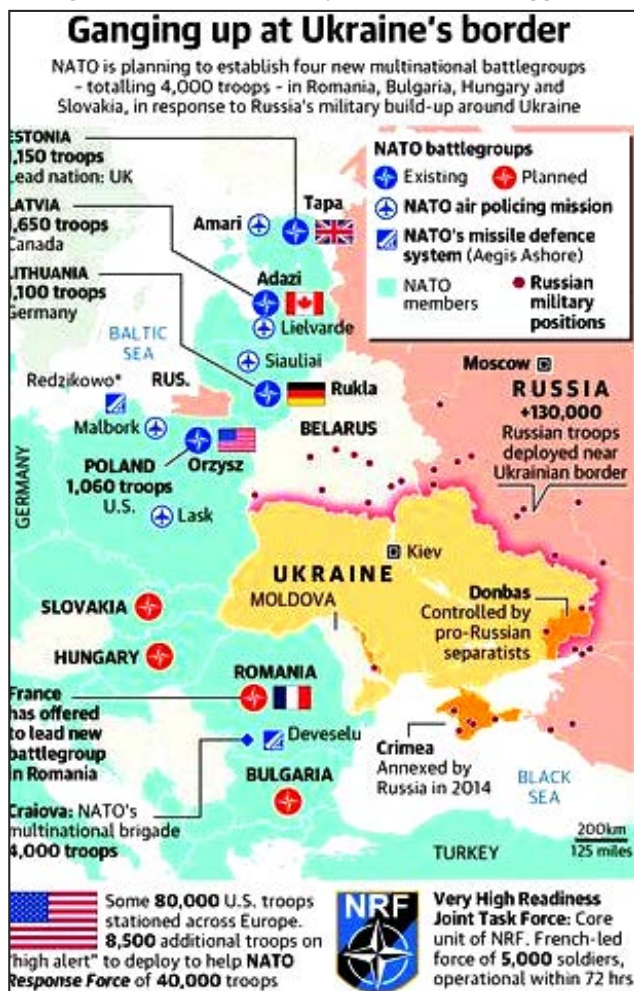 Ganging up at Ukraine's border
NATO is planning to establish four new multinational battlegroups
- totalling 4,000 troops - in Romania, Bulgaria, Hungary and
Slovakia, in response to Russia's military build-up around Ukraine
ESTONIA
1,150 troops
Lead nation: UK
LATVIA
1,650 troops
Canada
LITHUANIA
1,100 troops
Germany
NATO battlegroups
Existing
Planned
NATO air policing mission
NATO's missile defence
system (Aegis Ashore)
NATO
members
Russian
military
positions
Tapa
Amari
Adazi
Lielvarde
BALTIC
SEA
Siauliai
Redzikowo*
RUS.
Rukla
Moscow
RUSSIA
+130,000
Russian troops
deployed near
Ukrainian border
Malbork
BELARUS
Orzysz
POLAND
1,060 troops
U.S.
GERMANY
Lask
Kiev
UKRAINE
MOLDOVA
Donbas
Controlled by
pro-Russian
separatists
SLOVAKIA
HUNGARY
ROMANIA
France
has offered
to lead new
battlegroup
in Romania
Deveselu
Crimea
Annexed by
Russia in 2014
BULGARIA
BLACK
SEA
Craiova: NATO's
multinational brigade
4,000 troops
TURKEY
200km
125 miles
Some 80,000 U.S. troops
stationed across Europe.
8,500 additional troops on
"high alert" to deploy to help NATO
Response Force of 40,000 troops
NRF
Very High Readiness
Joint Task Force: Core
unit of NRF. French-led
force of 5,000 soldiers,
operational within 72 hrs